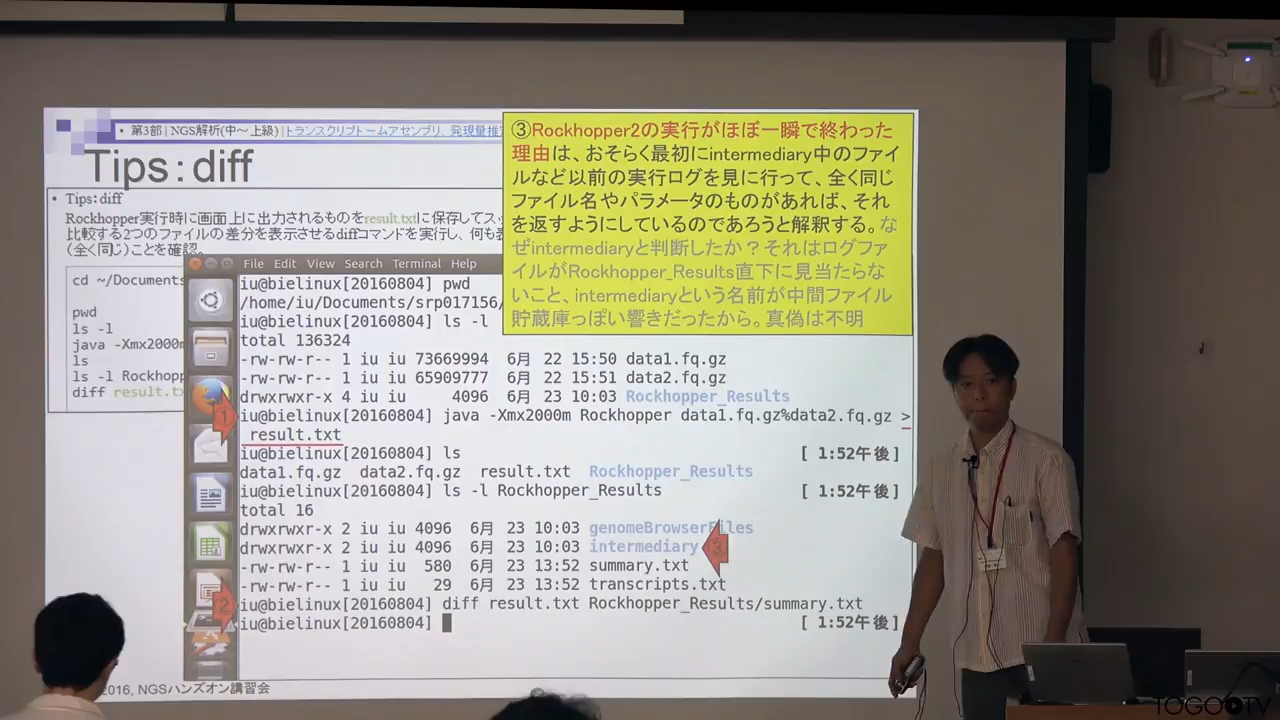 • 第3部 | NGS解析(中～上級) | トランスクリプトームアセンブリ、発現量推定
Tips：diff
• Tips：diff
Rockhopper実行時に画面上に出力されるものをresult.txtに保存してス
比較する2つのファイルの差分を表示させるdiffコマンドを実行し、何も
（全く同じ）ことを確認。
cd ~/Documents
pwd
ls -l
java -Xmx2000m
ls
ls -l Rockhopp
diff result.tx
③Rockhopper2の実行がほぼ一瞬で終わった
理由は、おそらく最初にintermediary中のファイ
ルなど以前の実行ログを見に行って、全く同じ
ファイル名やパラメータのものがあれば、それ
を返すようにしているのであろうと解釈する。な
ぜintermediaryと判断したか？それはログファ
イルがRockhopper_Results直下に見当たらな
いこと、intermediaryという名前が中間ファイル
貯蔵庫っぽい響きだったから。真偽は不明
File Edit View Search Terminal Help
iu@bielinux[20160804] pwd
/home/iu/Documents/srp017156/
iu@bielinux[20160804] ls -l
total 136324
-rw-rw-r-- 1 iu iu 73669994 6月 22 15:50 data1.fq.gz
-rw-rw-r-- 1 iu iu 65909777 6月 22 15:51 data2.fq.gz
drwxrwxr-x 4 iu iu 4096 6月 23 10:03 Rockhopper_Results
iu@bielinux[20160804] java -Xmx2000m Rockhopper data1.fq.gz%data2.fq.gz >
result.txt
iu@bielinux[20160804] ls [ 1:52午後]
data1.fq.gz data2.fq.gz result.txt Rockhopper_Results
iu@bielinux[20160804] ls -l Rockhopper_Results [ 1:52午後]
total 16
drwxrwxr-x 2 iu iu 4096 6月 23 10:03 genomeBrowserFiles
drwxrwxr-x 2 iu iu 4096 6月 23 10:03 intermediary
-rw-rw-r-- 1 iu iu 580 6月 23 13:52 summary.txt
-rw-rw-r-- 1 iu iu 29 6月 23 13:52 transcripts.txt
iu@bielinux[20160804] diff result.txt Rockhopper_Results/summary.txt
iu@bielinux[20160804] [ 1:52午後]
①
②
③
2016, NGSハンズオン講習会
TOGOTV